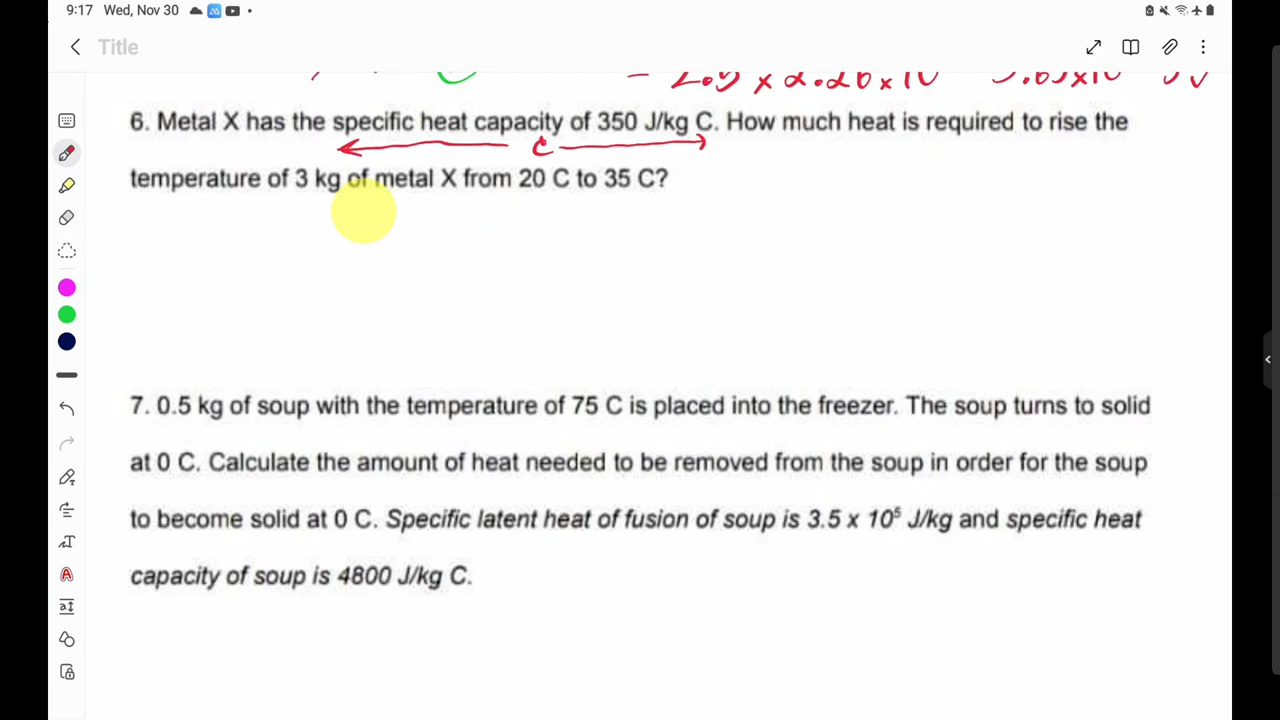 9:17 Wed, Nov 30
Title
6. Metal X has the specific heat capacity of 350 J/kg C. How much heat is required to rise the
c
temperature of 3 kg of metal X from 20 C to 35 C?
7. 0.5 kg of soup with the temperature of 75 C is placed into the freezer. The soup turns to solid
at 0 C. Calculate the amount of heat needed to be removed from the soup in order for the soup
to become solid at 0 C. Specific latent heat of fusion of soup is 3.5 x 10⁵ J/kg and specific heat
capacity of soup is 4800 J/kg C.